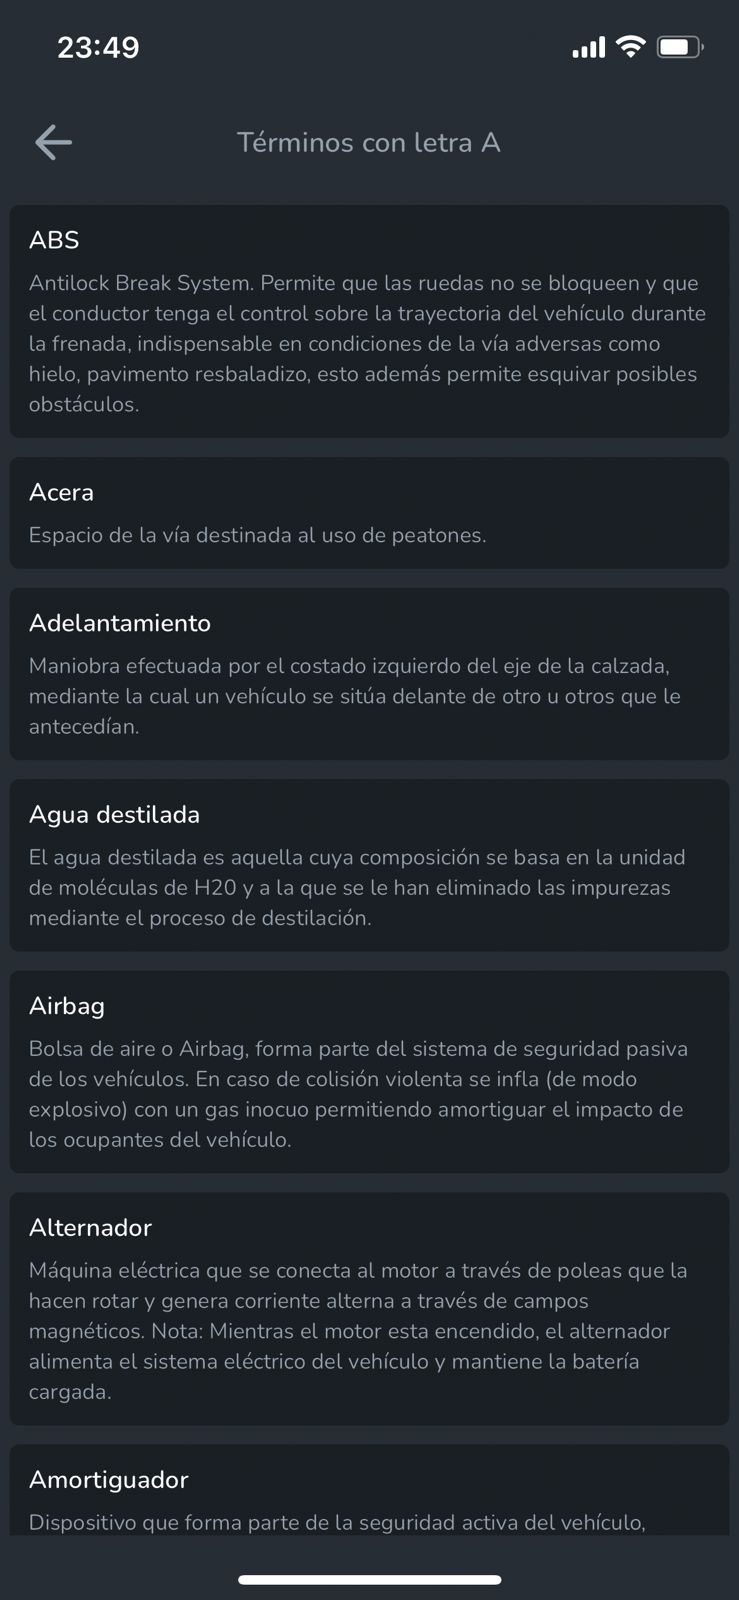 23:49
Términos con letra A
ABS
Antilock Break System. Permite que las ruedas no se bloqueen y que
el conductor tenga el control sobre la trayectoria del vehículo durante
la frenada, indispensable en condiciones de la vía adversas como
hielo, pavimento resbaladizo, esto además permite esquivar posibles
obstáculos.
Acera
Espacio de la vía destinada al uso de peatones.
Adelantamiento
Maniobra efectuada por el costado izquierdo del eje de la calzada,
mediante la cual un vehículo se sitúa delante de otro u otros que le
antecedían.
Agua destilada
El agua destilada es aquella cuya composición se basa en la unidad
de moléculas de H20 y a la que se le han eliminado las impurezas
mediante el proceso de destilación.
Airbag
Bolsa de aire o Airbag, forma parte del sistema de seguridad pasiva
de los vehículos. En caso de colisión violenta se infla (de modo
explosivo) con un gas inocuo permitiendo amortiguar el impacto de
los ocupantes del vehículo.
Alternador
Máquina eléctrica que se conecta al motor a través de poleas que la
hacen rotar y genera corriente alterna a través de campos
magnéticos. Nota: Mientras el motor esta encendido, el alternador
alimenta el sistema eléctrico del vehículo y mantiene la batería
cargada.
Amortiguador
Dispositivo que forma parte de la seguridad activa del vehículo,